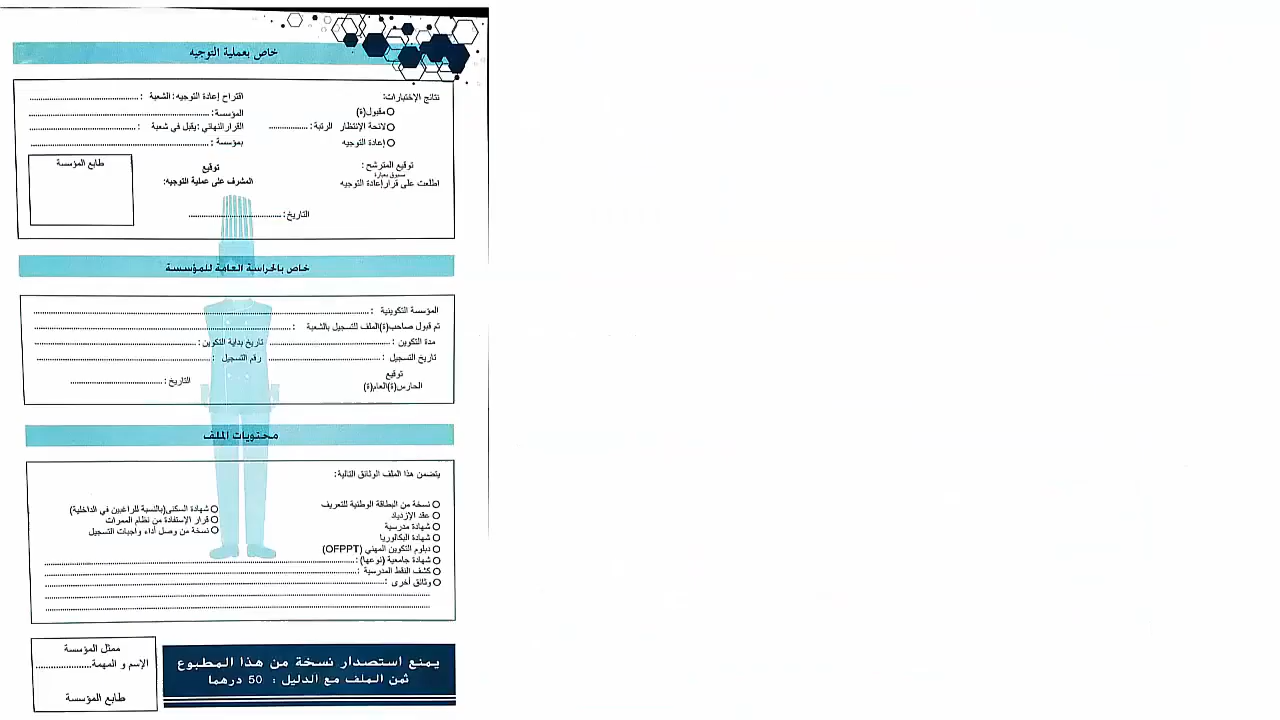 خاص بعملية التوجيه
نتائج الإختبارات:
مقبول(ة)
لائحة الإنتظار الرتبة :
إعادة التوجيه
اقتراح إعادة التوجيه: الشعبة :
المؤسسة :
القرار النهائي : يقبل في شعبة :
بمؤسسة :
توقيع المترشح :
مسبوق بعبارة
اطلعت على قرار إعادة التوجيه
توقيع
المشرف على عملية التوجيه:
طابع المؤسسة
التاريخ :
خاص بالحراسة العامة للمؤسسة
المؤسسة التكوينية :
تم قبول صاحب(ة)الملف للتسجيل بالشعبة :
مدة التكوين : تاريخ بداية التكوين :
تاريخ التسجيل : رقم التسجيل :
توقيع
الحارس(ة)العام(ة)
التاريخ :
محتويات الملف
يتضمن هذا الملف الوثائق التالية:
نسخة من البطاقة الوطنية للتعريف
عقد الإزدياد
شهادة مدرسية
شهادة البكالوريا
دبلوم التكوين المهني (OFPPT)
شهادة جامعية (نوعها) :
كشف النقط المدرسية :
وثائق أخرى :
شهادة السكنى(بالنسبة للراغبين في الداخلية)
قرار الإستفادة من نظام الممرات
نسخة من وصل أداء واجبات التسجيل
يمنع استصدار نسخة من هذا المطبوع
ثمن الملف مع الدليل : 50 درهما
ممثل المؤسسة
الإسم و المهمة
طابع المؤسسة